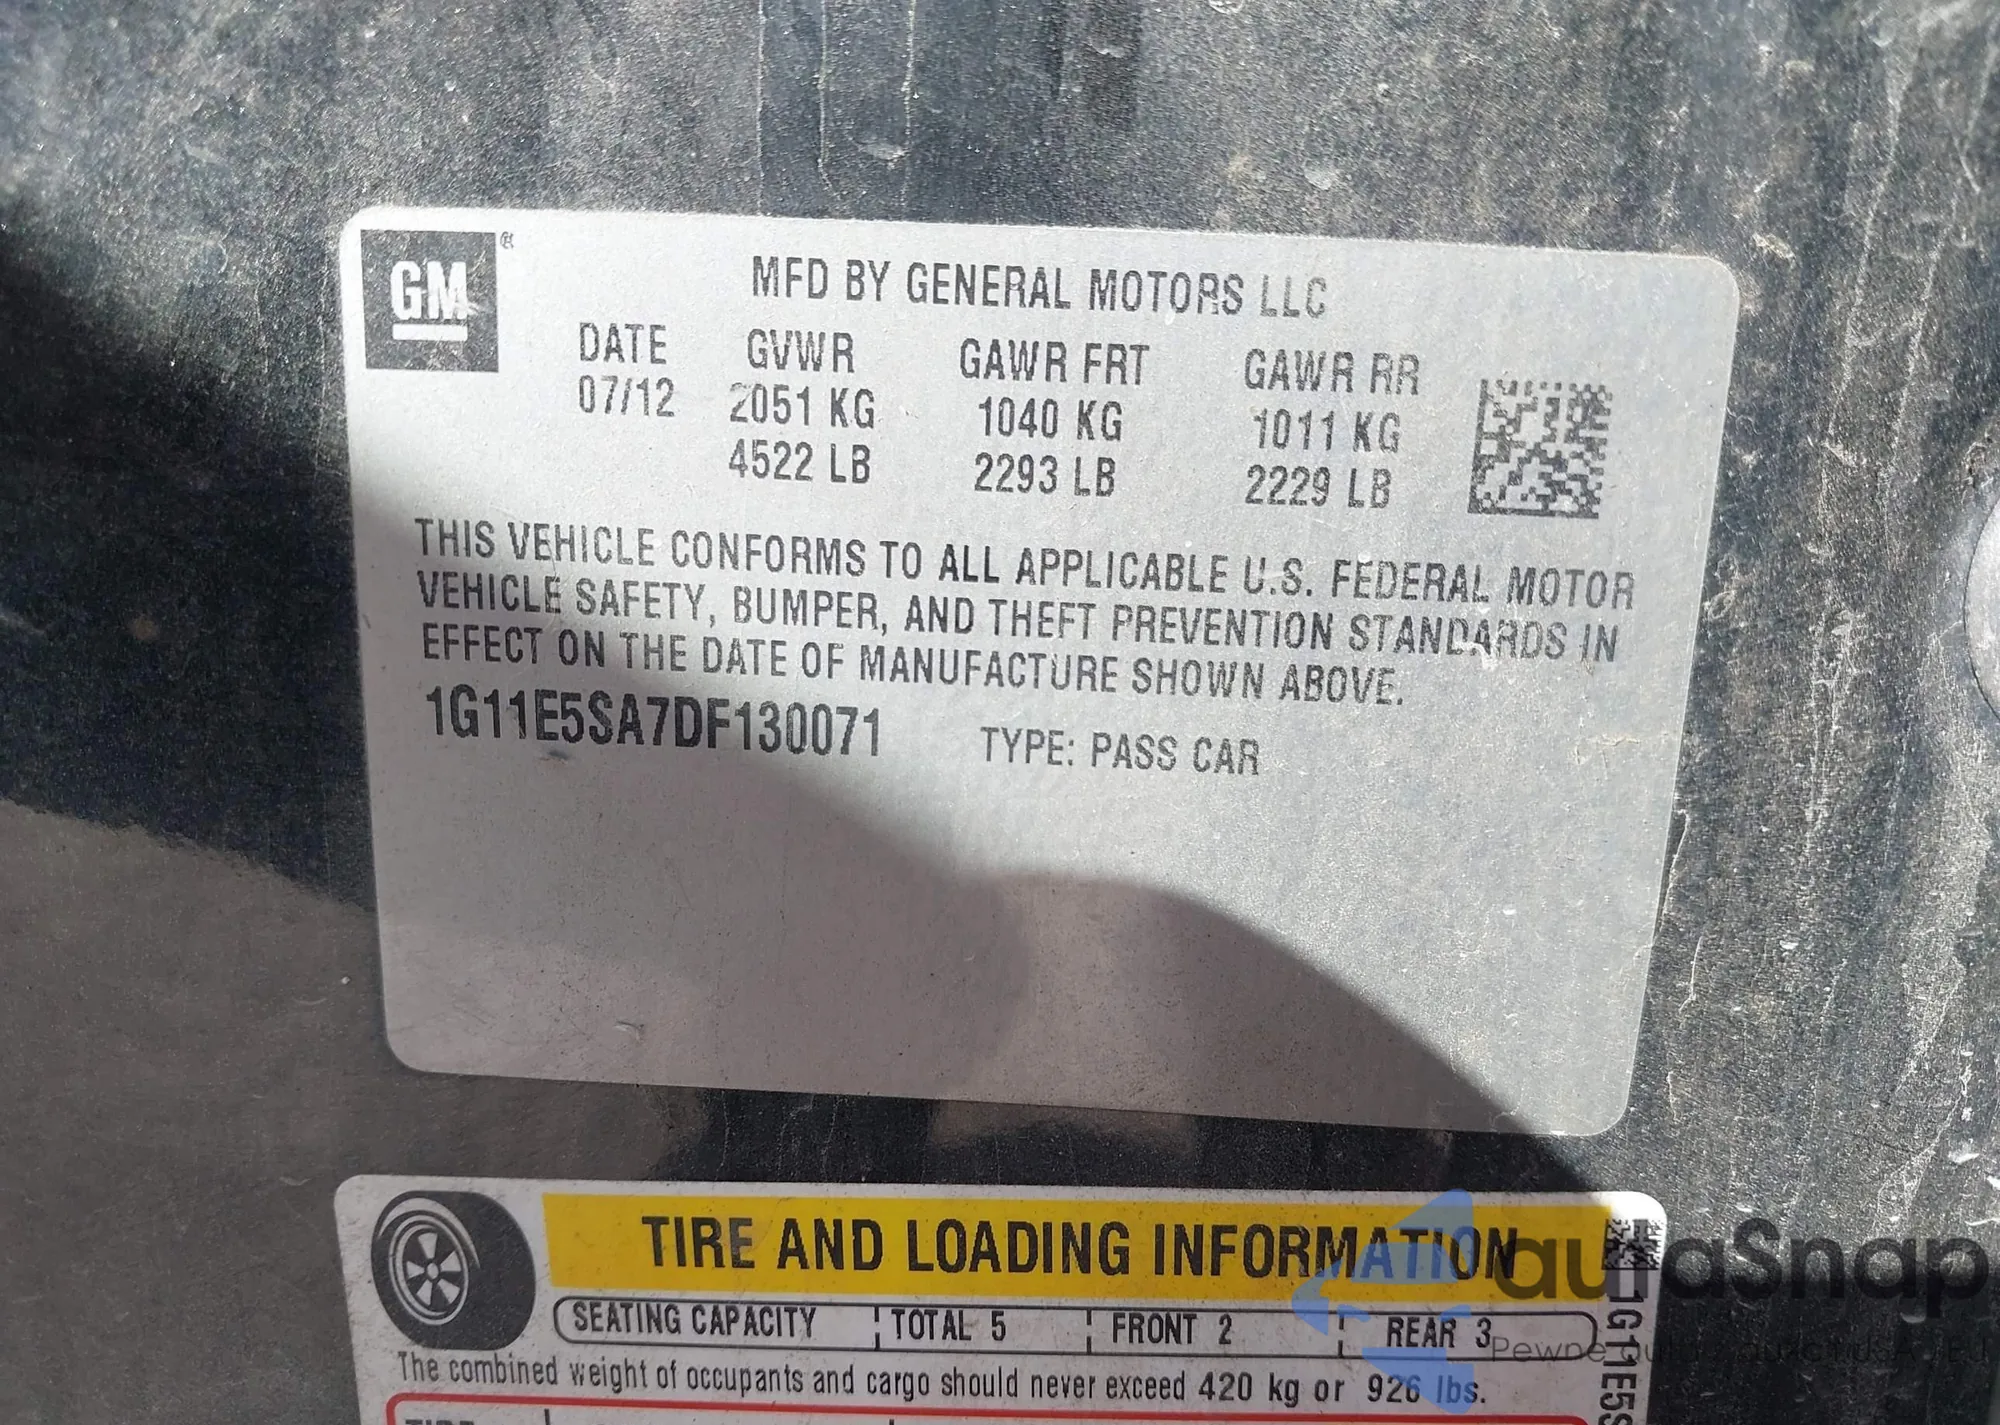 GM®
MFD BY GENERAL MOTORS LLC
DATE GVWR GAWR FRT GAWR RR
07/12 2051 KG 1040 KG 1011 KG
4522 LB 2293 LB 2229 LB
THIS VEHICLE CONFORMS TO ALL APPLICABLE U.S. FEDERAL MOTOR
VEHICLE SAFETY, BUMPER, AND THEFT PREVENTION STANDARDS IN
EFFECT ON THE DATE OF MANUFACTURE SHOWN ABOVE.
1G11E5SA7DF130071 TYPE: PASS CAR
TIRE AND LOADING INFORMATION
SEATING CAPACITY TOTAL 5 FRONT 2 REAR 3
The combined weight of occupants and cargo should never exceed 420 kg or 926 lbs.
1G11E5S
auraSnap
Pewne